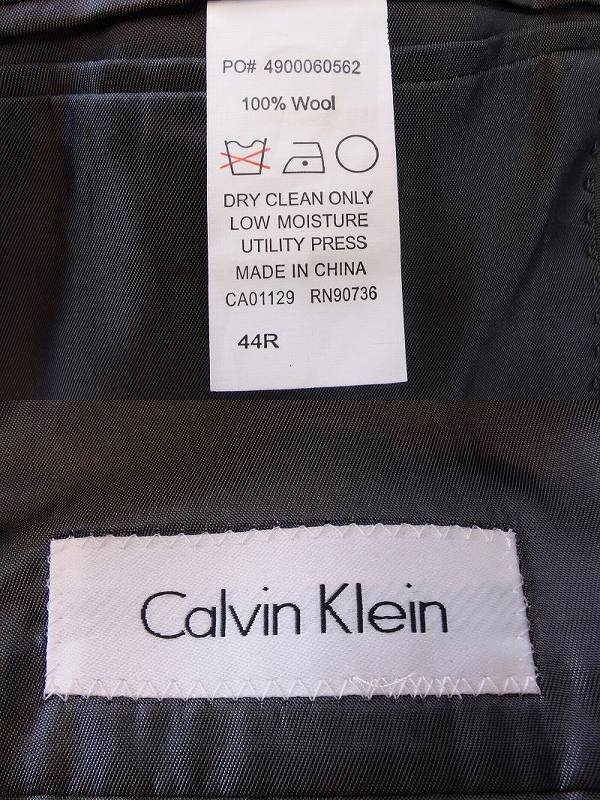 PO# 4900060562
100% Wool
DRY CLEAN ONLY
LOW MOISTURE
UTILITY PRESS
MADE IN CHINA
CA01129 RN90736
44R
Calvin Klein